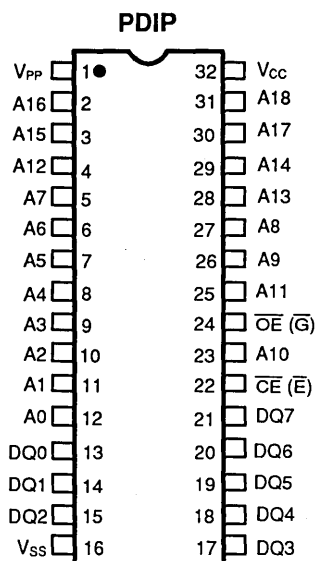 PDIP
VPP 1 32 VCC
A16 2 31 A18
A15 3 30 A17
A12 4 29 A14
A7 5 28 A13
A6 6 27 A8
A5 7 26 A9
A4 8 25 A11
A3 9 24 O̅E̅ (G̅)
A2 10 23 A10
A1 11 22 C̅E̅ (E̅)
A0 12 21 DQ7
DQ0 13 20 DQ6
DQ1 14 19 DQ5
DQ2 15 18 DQ4
VSS 16 17 DQ3